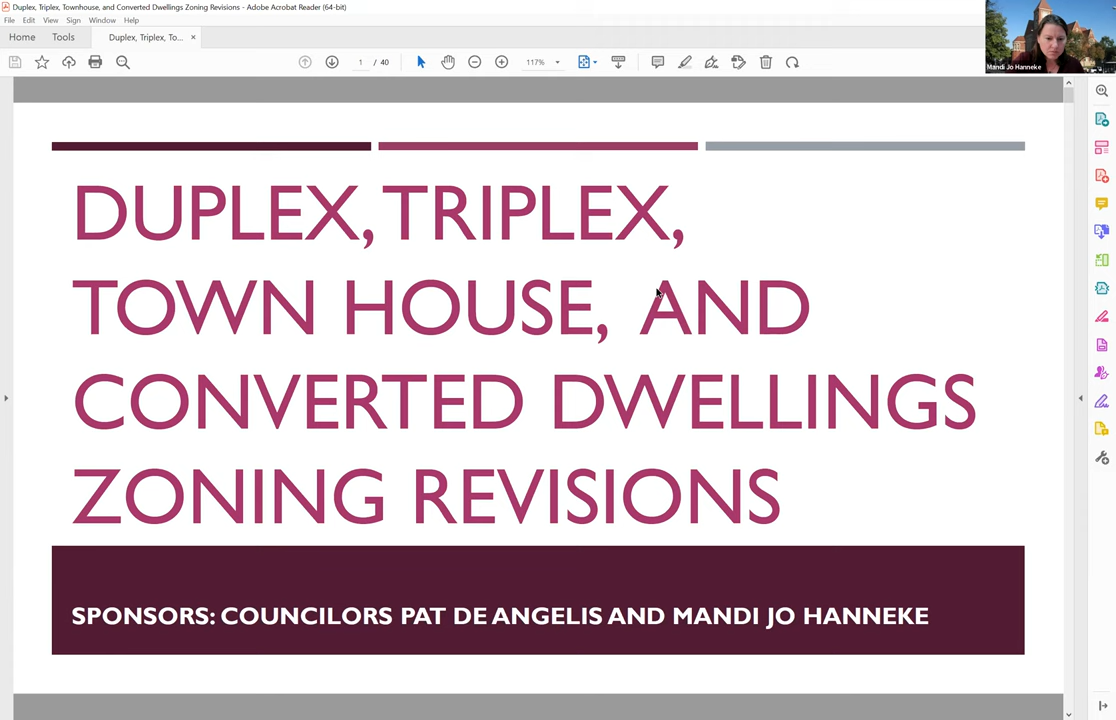 Duplex, Triplex, Townhouse, and Converted Dwellings Zoning Revisions - Adobe Acrobat Reader (64-bit)
File Edit View Sign Window Help
Home Tools Duplex, Triplex, To... ×
1 / 40 117%
Mandi Jo Hanneke
DUPLEX, TRIPLEX,
TOWN HOUSE, AND
CONVERTED DWELLINGS
ZONING REVISIONS
SPONSORS: COUNCILORS PAT DE ANGELIS AND MANDI JO HANNEKE